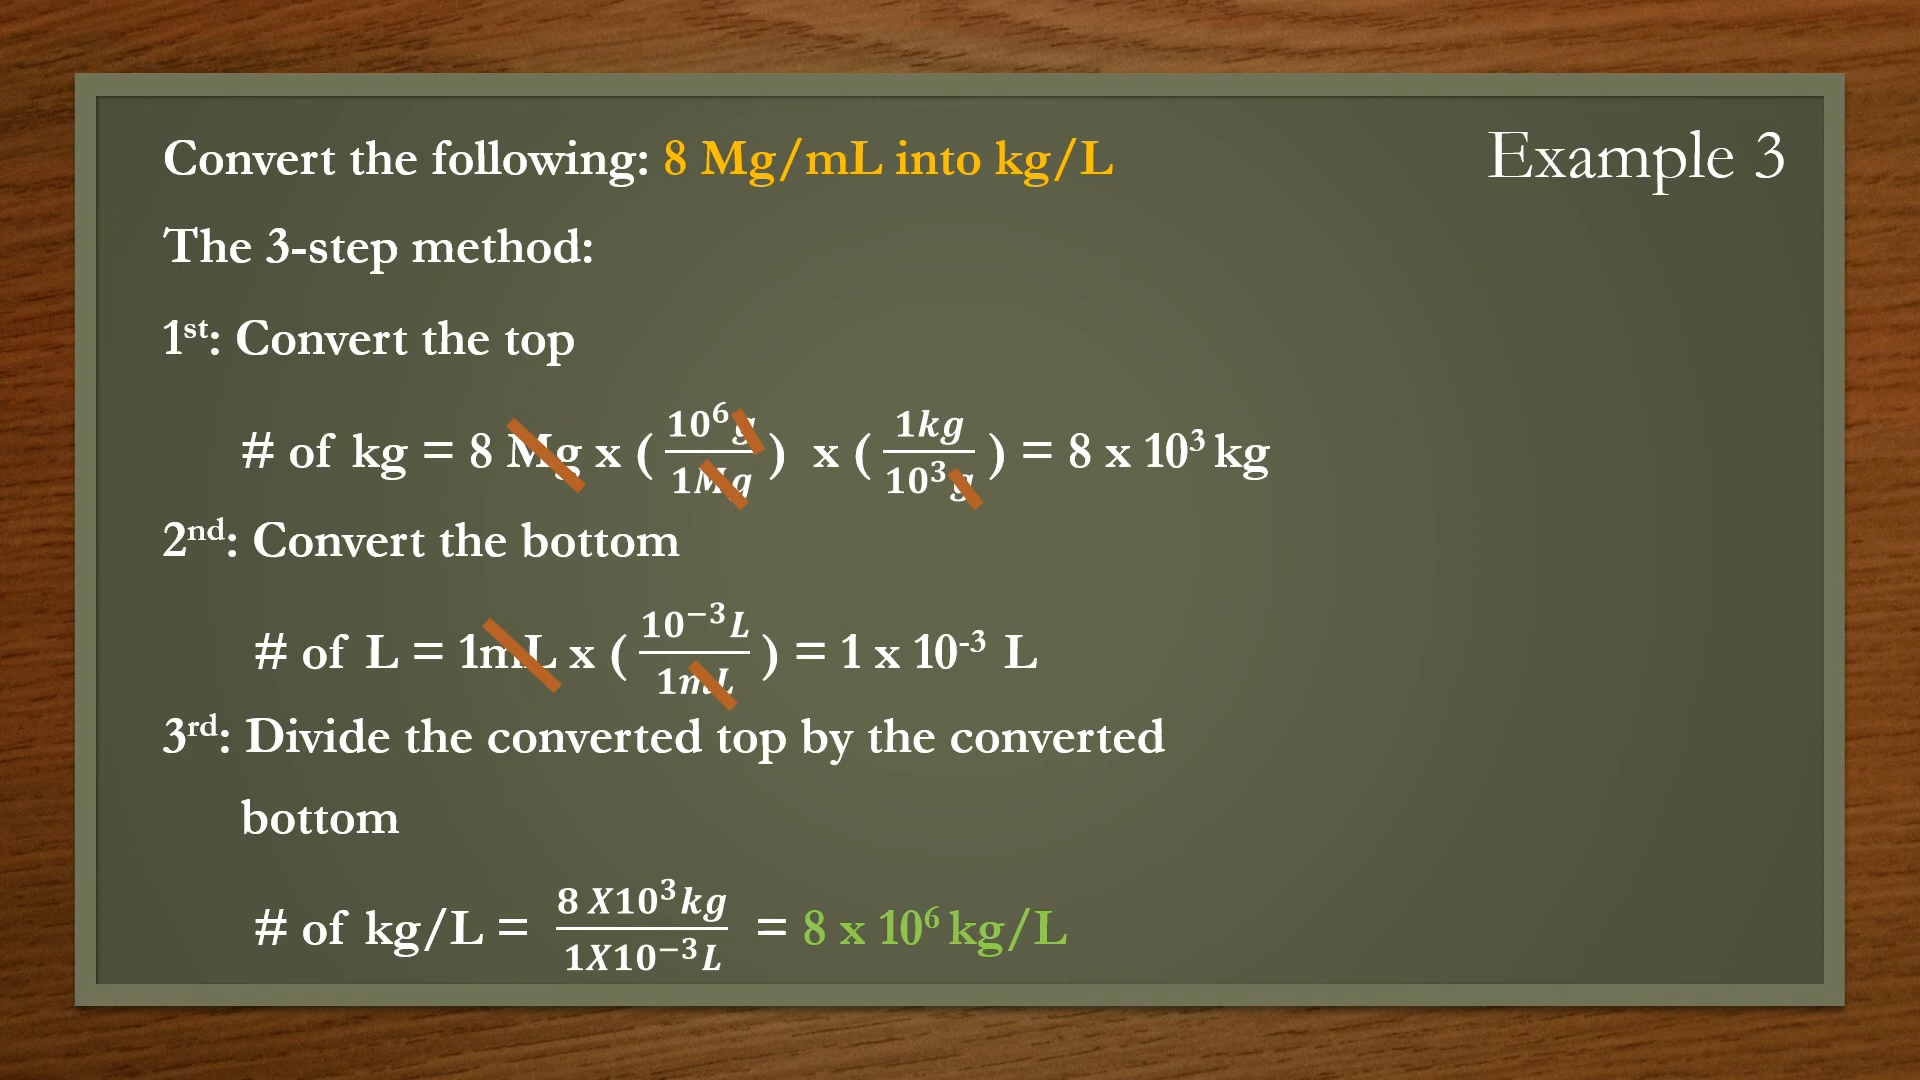 Example 3
Convert the following: 8 Mg/mL into kg/L
The 3-step method:
1st: Convert the top
# of kg = 8 Mg x (10⁶g/1Mg) x (1kg/10³g) = 8 x 10³ kg
2nd: Convert the bottom
# of L = 1mL x (10⁻³L/1mL) = 1 x 10⁻³ L
3rd: Divide the converted top by the converted
bottom
# of kg/L = 8 X10³kg/1X10⁻³L = 8 x 10⁶ kg/L